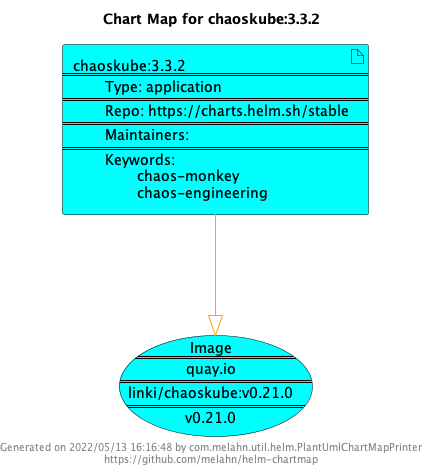 Chart Map for chaoskube:3.3.2
chaoskube:3.3.2
Type: application
Repo: https://charts.helm.sh/stable
Maintainers:
Keywords:
chaos-monkey
chaos-engineering
Image
quay.io
linki/chaoskube:v0.21.0
v0.21.0
Generated on 2022/05/13 16:16:48 by com.melahn.util.helm.PlantUmlChartMapPrinter
https://github.com/melahn/helm-chartmap